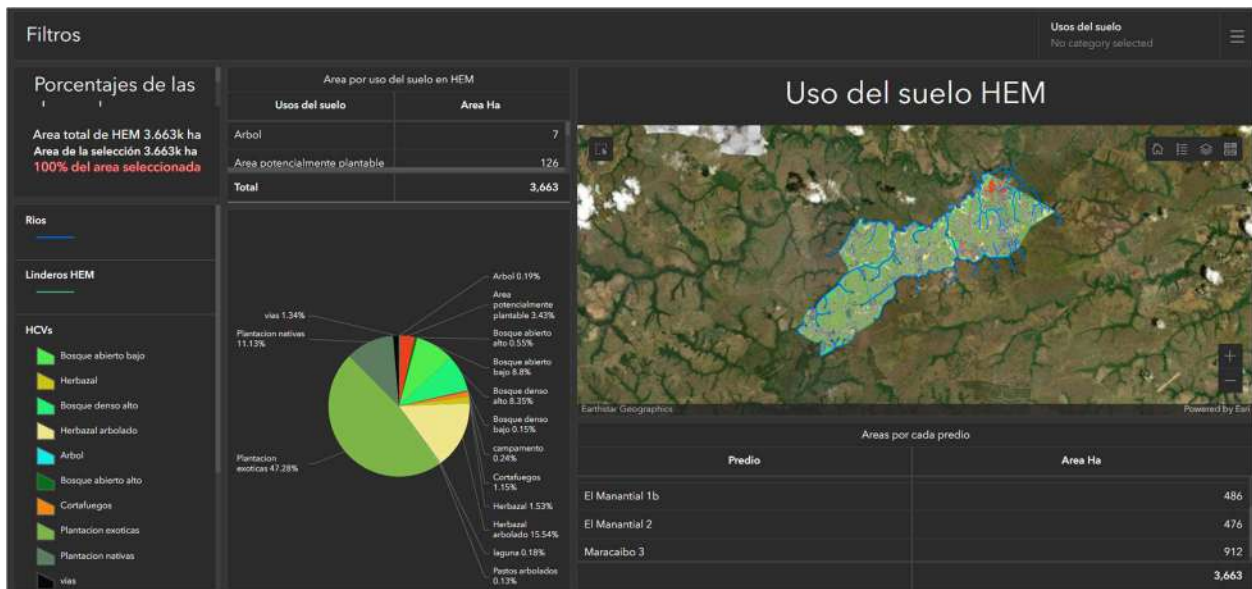 Filtros
Usos del suelo
No category selected
Porcentajes de las
Area total de HEM 3.663k ha
Area de la selección 3.663k ha
100% del area seleccionada
Rios
Linderos HEM
HCVs
Bosque abierto bajo
Herbazal
Bosque denso alto
Herbazal arbolado
Arbol
Bosque abierto alto
Cortafuegos
Plantacion exoticas
Plantacion nativas
vias
Area por uso del suelo en HEM
Usos del suelo Area Ha
Arbol 7
Area potencialmente plantable 126
Total 3,663
Arbol 0.19%
Area
potencialmente
plantable 3.43%
Bosque abierto
alto 0.55%
Bosque abierto
bajo 8.8%
Bosque denso
alto 8.35%
Bosque denso
bajo 0.15%
campamento
0.24%
Cortafuegos
1.15%
Herbazal 1.53%
Herbazal
arbolado 15.54%
laguna 0.18%
Pastos arbolados
0.13%
Plantacion
exoticas 47.28%
Plantacion nativas
11.13%
vias 1.34%
Uso del suelo HEM
Earthstar Geographics
Powered by Esri
Areas por cada predio
Predio Area Ha
El Manantial 1b 486
El Manantial 2 476
Maracaibo 3 912
3,663